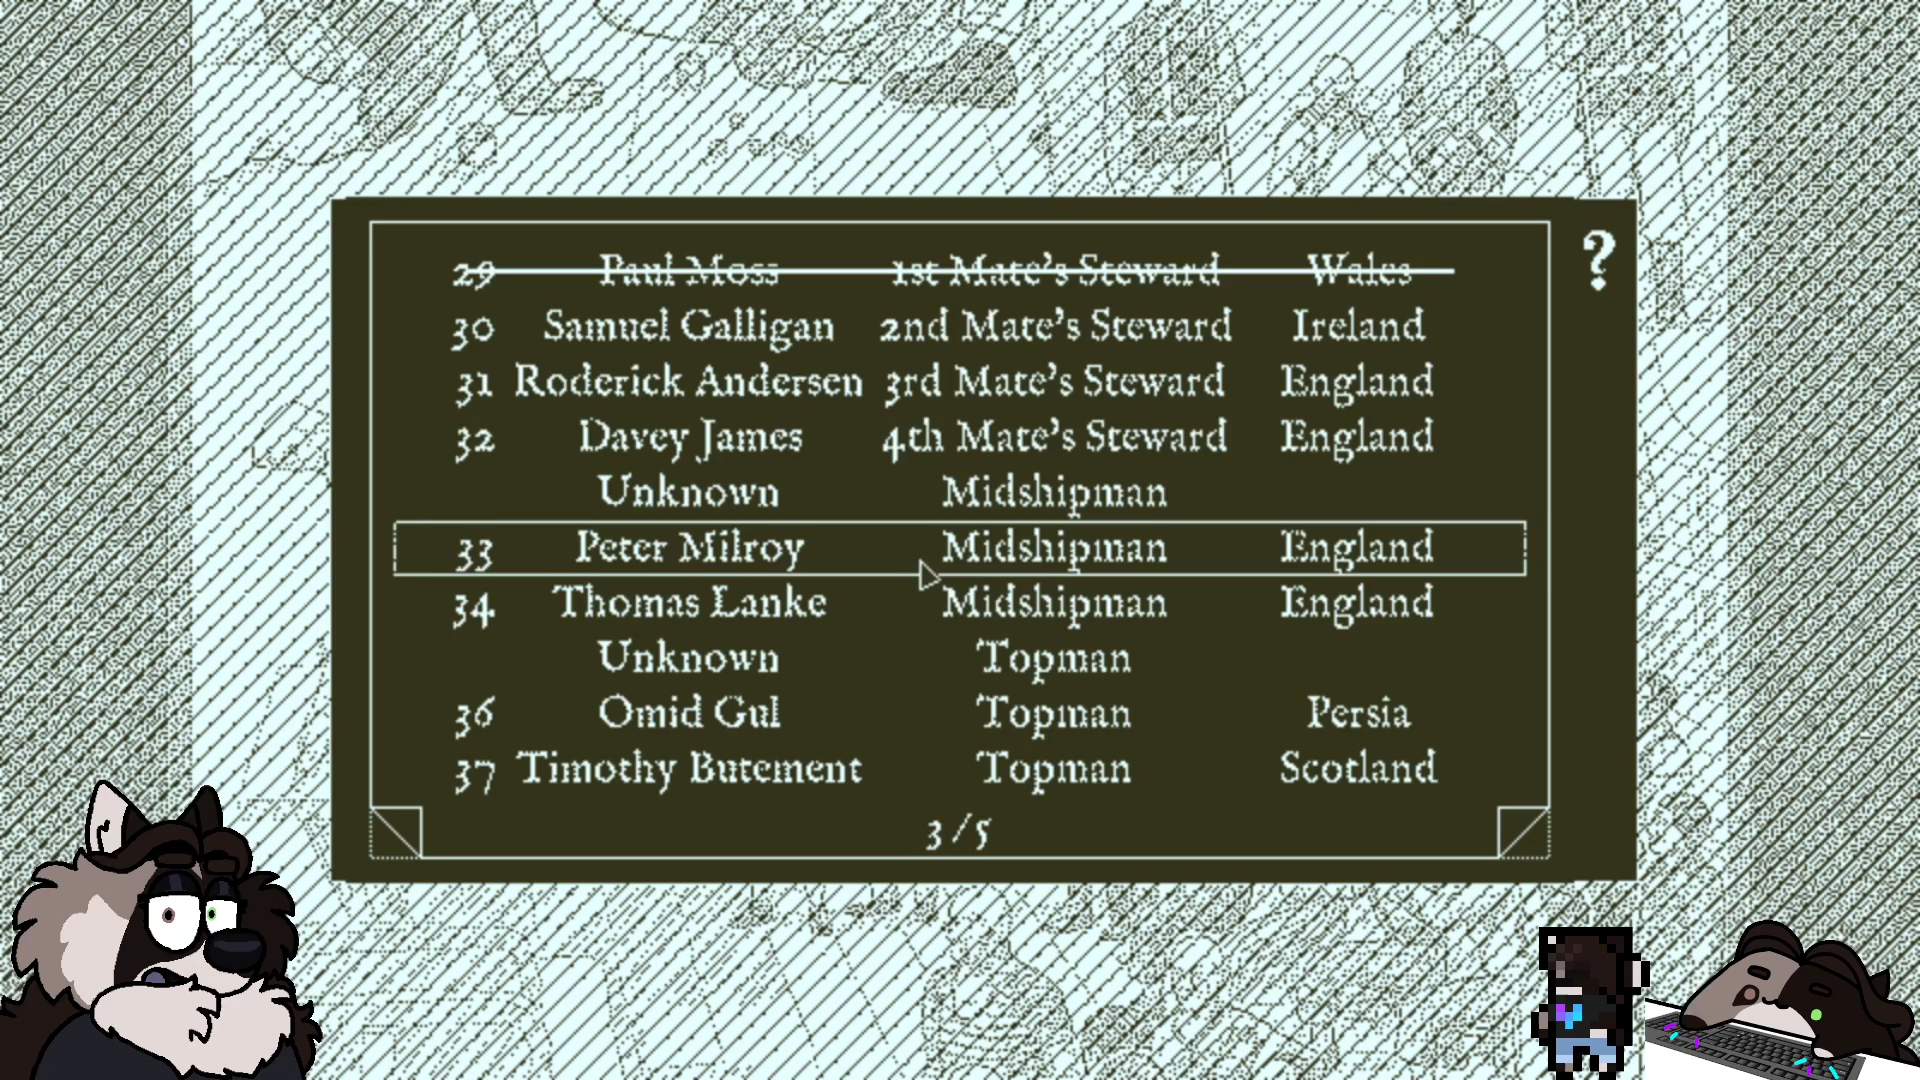 29 Paul Moss 1st Mate's Steward Wales
?
30 Samuel Galligan 2nd Mate's Steward Ireland
31 Roderick Andersen 3rd Mate's Steward England
32 Davey James 4th Mate's Steward England
Unknown Midshipman
33 Peter Milroy Midshipman England
34 Thomas Lanke Midshipman England
Unknown Topman
36 Omid Gul Topman Persia
37 Timothy Butement Topman Scotland
3/5